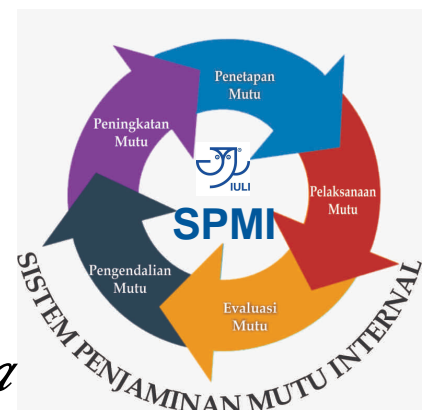 Penetapan
Mutu
Peningkatan
Mutu
IULI
SPMI
Pelaksanaan
Mutu
Pengendalian
Mutu
Evaluasi
Mutu
SISTEM PENJAMINAN MUTU INTERNAL
a